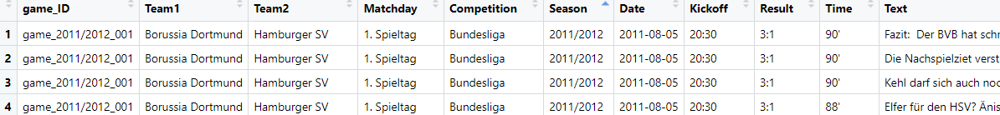 game_ID Team1 Team2 Matchday Competition Season Date Kickoff Result Time Text
1 game_2011/2012_001 Borussia Dortmund Hamburger SV 1. Spieltag Bundesliga 2011/2012 2011-08-05 20:30 3:1 90' Fazit: Der BVB hat
2 game_2011/2012_001 Borussia Dortmund Hamburger SV 1. Spieltag Bundesliga 2011/2012 2011-08-05 20:30 3:1 90' Die Nachspielziet
3 game_2011/2012_001 Borussia Dortmund Hamburger SV 1. Spieltag Bundesliga 2011/2012 2011-08-05 20:30 3:1 90' Kehl darf sich auch
4 game_2011/2012_001 Borussia Dortmund Hamburger SV 1. Spieltag Bundesliga 2011/2012 2011-08-05 20:30 3:1 88' Elfer für den HSV?